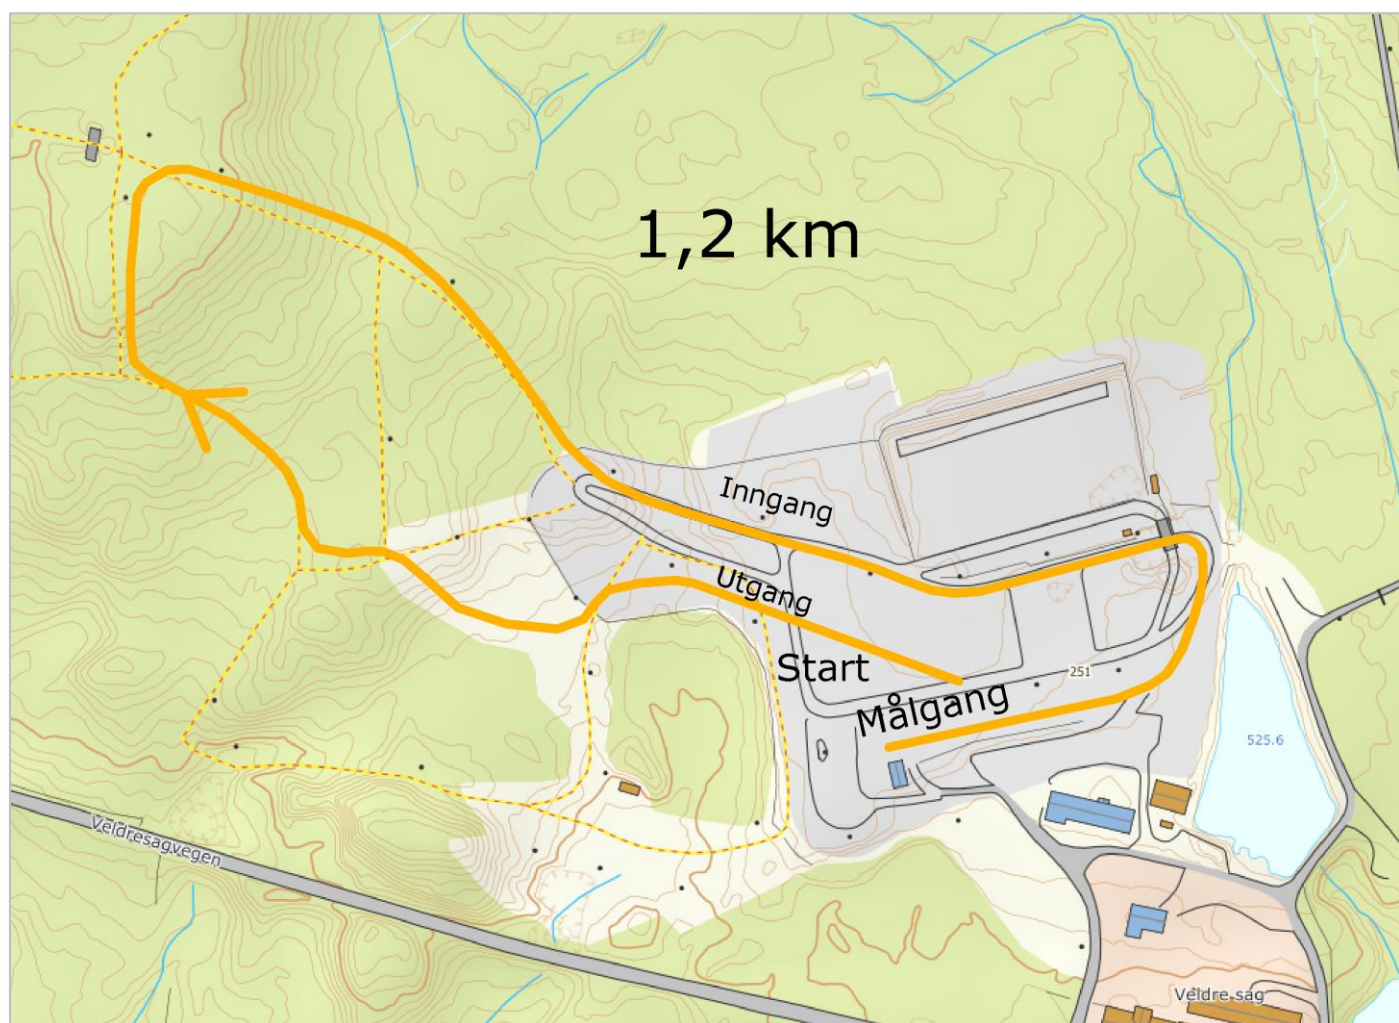 1,2 km
Inngang
Utgang
Start
251
Målgang
525.6
Veldresagvegen
Veldre sag